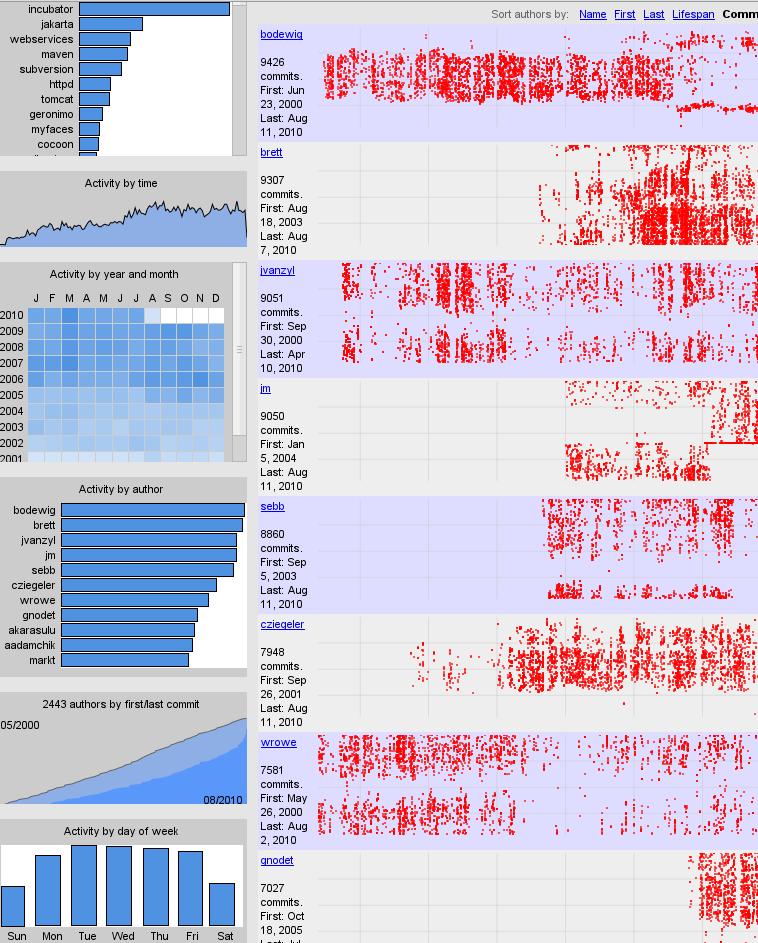 incubator
jakarta
webservices
maven
subversion
httpd
tomcat
geronimo
myfaces
cocoon
Activity by time
Activity by year and month
J F M A M J J A S O N D
2010
2009
2008
2007
2006
2005
2004
2003
2002
2001
Activity by author
bodewig
brett
jvanzyl
jm
sebb
cziegeler
wrowe
gnodet
akarasulu
aadamchik
markt
2443 authors by first/last commit
05/2000
08/2010
Activity by day of week
Sun Mon Tue Wed Thu Fri Sat
Sort authors by: Name First Last Lifespan Comm
bodewig
9426
commits.
First: Jun
23, 2000
Last: Aug
11, 2010
brett
9307
commits.
First: Aug
18, 2003
Last: Aug
7, 2010
jvanzyl
9051
commits.
First: Sep
30, 2000
Last: Apr
10, 2010
jm
9050
commits.
First: Jan
5, 2004
Last: Aug
11, 2010
sebb
8860
commits.
First: Sep
5, 2003
Last: Aug
11, 2010
cziegeler
7948
commits.
First: Sep
26, 2001
Last: Aug
11, 2010
wrowe
7581
commits.
First: May
26, 2000
Last: Aug
2, 2010
gnodet
7027
commits.
First: Oct
18, 2005